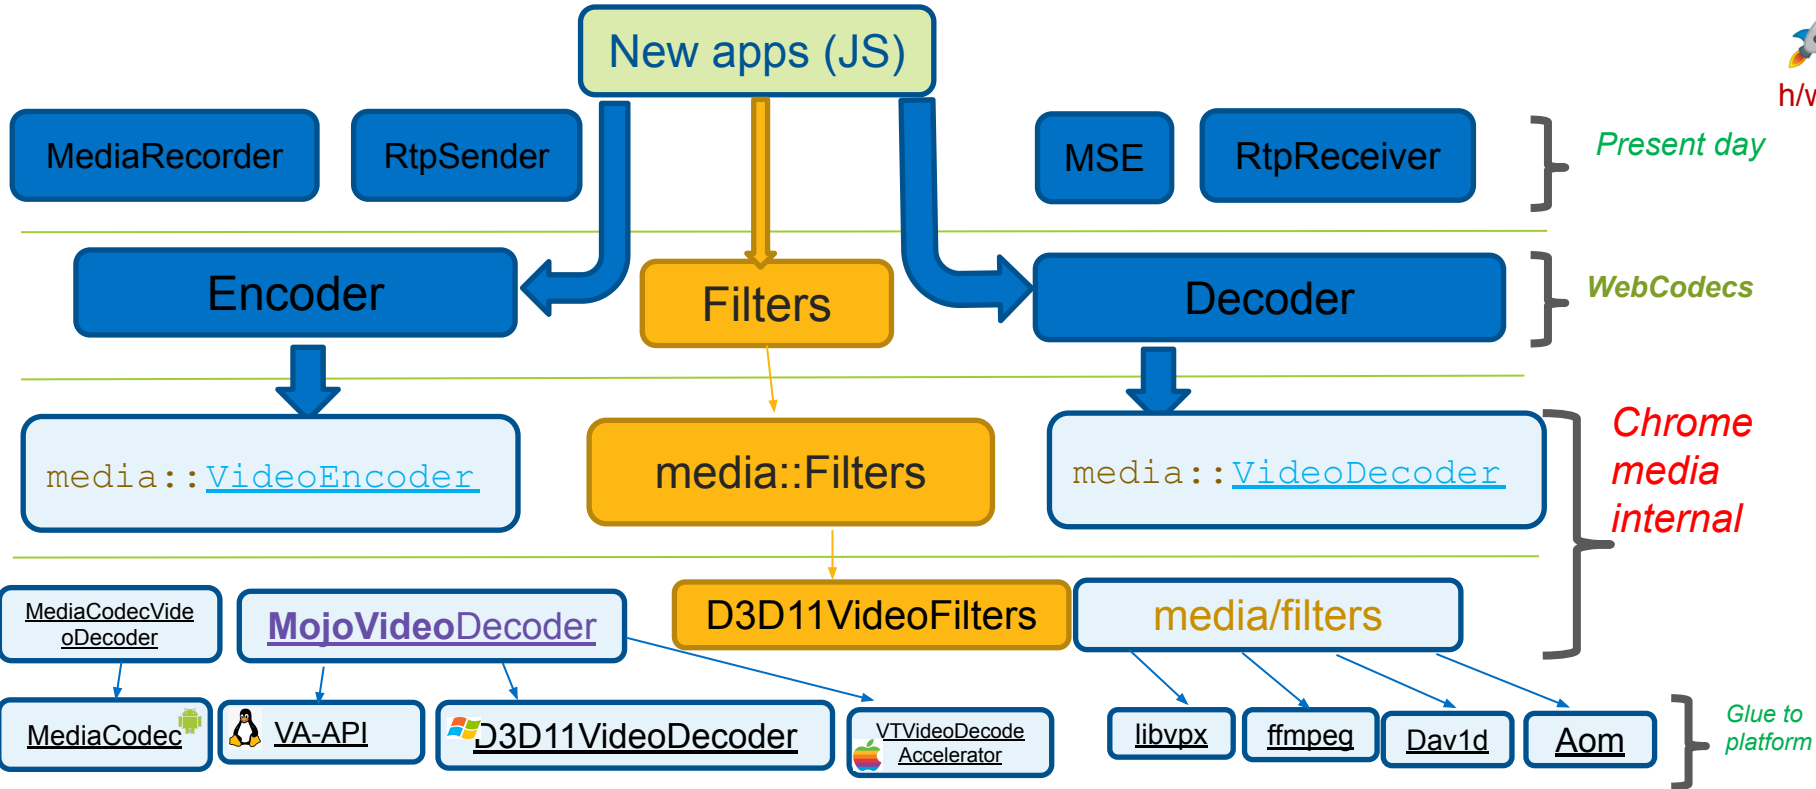 New apps (JS)
h/w
MediaRecorder
RtpSender
MSE
RtpReceiver
Present day
Encoder
Filters
Decoder
WebCodecs
media::VideoEncoder
media::Filters
media::VideoDecoder
Chrome
media
internal
MediaCodecVide
oDecoder
MojoVideoDecoder
D3D11VideoFilters
media/filters
MediaCodec
VA-API
D3D11VideoDecoder
VTVideoDecode
Accelerator
libvpx
ffmpeg
Dav1d
Aom
Glue to
platform